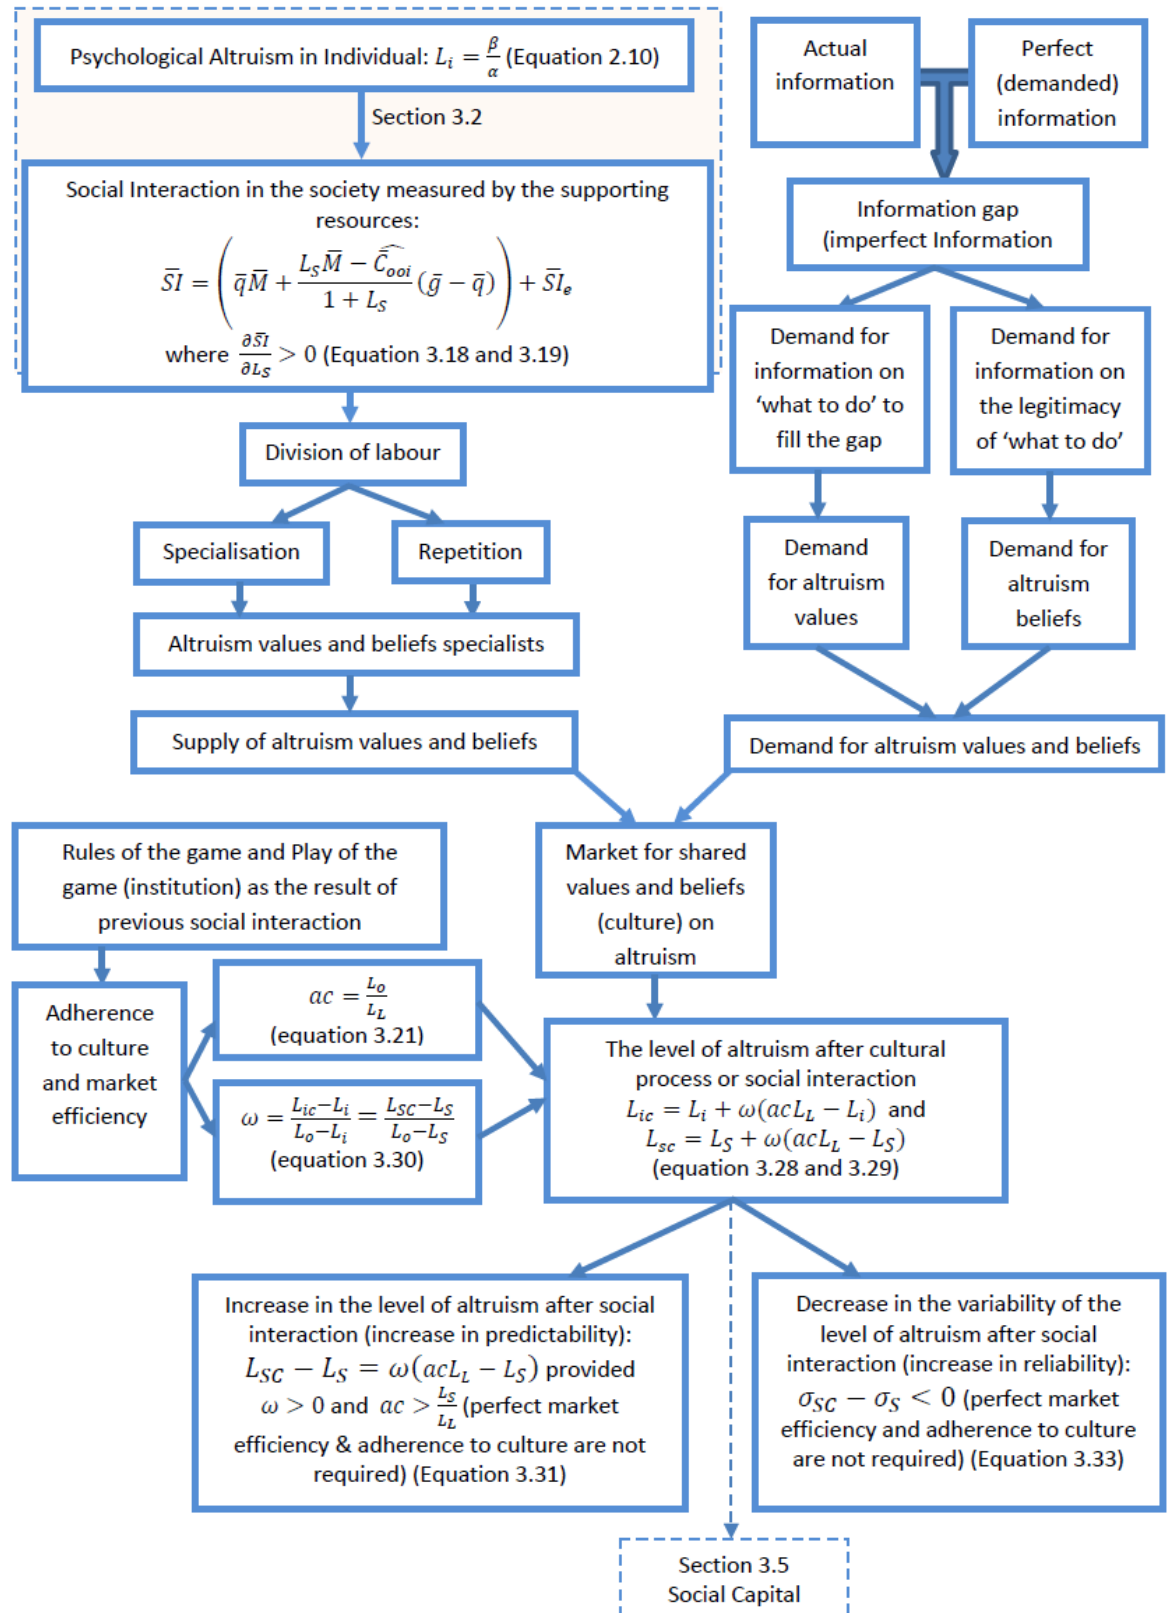 Psychological Altruism in Individual: L_i = β/α (Equation 2.10)
Section 3.2
Social Interaction in the society measured by the supporting
resources:
S̅I = (q̅M̅ + (L_S M̅ − Ĉ̅_ooi)/(1 + L_S) (g̅ − q̅)) + S̅I_e
where ∂S̅I/∂L_S > 0 (Equation 3.18 and 3.19)
Division of labour
Specialisation
Repetition
Altruism values and beliefs specialists
Supply of altruism values and beliefs
Actual
information
Perfect
(demanded)
information
Information gap
(imperfect Information
Demand for
information on
‘what to do’ to
fill the gap
Demand for
information on
the legitimacy
of ‘what to do’
Demand
for altruism
values
Demand for
altruism
beliefs
Demand for altruism values and beliefs
Market for shared
values and beliefs
(culture) on
altruism
Rules of the game and Play of the
game (institution) as the result of
previous social interaction
Adherence
to culture
and market
efficiency
ac = L_o/L_L
(equation 3.21)
ω = (L_ic−L_i)/(L_o−L_i) = (L_SC−L_S)/(L_o−L_S)
(equation 3.30)
The level of altruism after cultural
process or social interaction
L_ic = L_i + ω(acL_L − L_i) and
L_sc = L_S + ω(acL_L − L_S)
(equation 3.28 and 3.29)
Increase in the level of altruism after social
interaction (increase in predictability):
L_SC − L_S = ω(acL_L − L_S) provided
ω > 0 and ac > L_S/L_L (perfect market
efficiency & adherence to culture are not
required) (Equation 3.31)
Decrease in the variability of the
level of altruism after social
interaction (increase in reliability):
σ_SC − σ_S < 0 (perfect market
efficiency and adherence to culture
are not required) (Equation 3.33)
Section 3.5
Social Capital